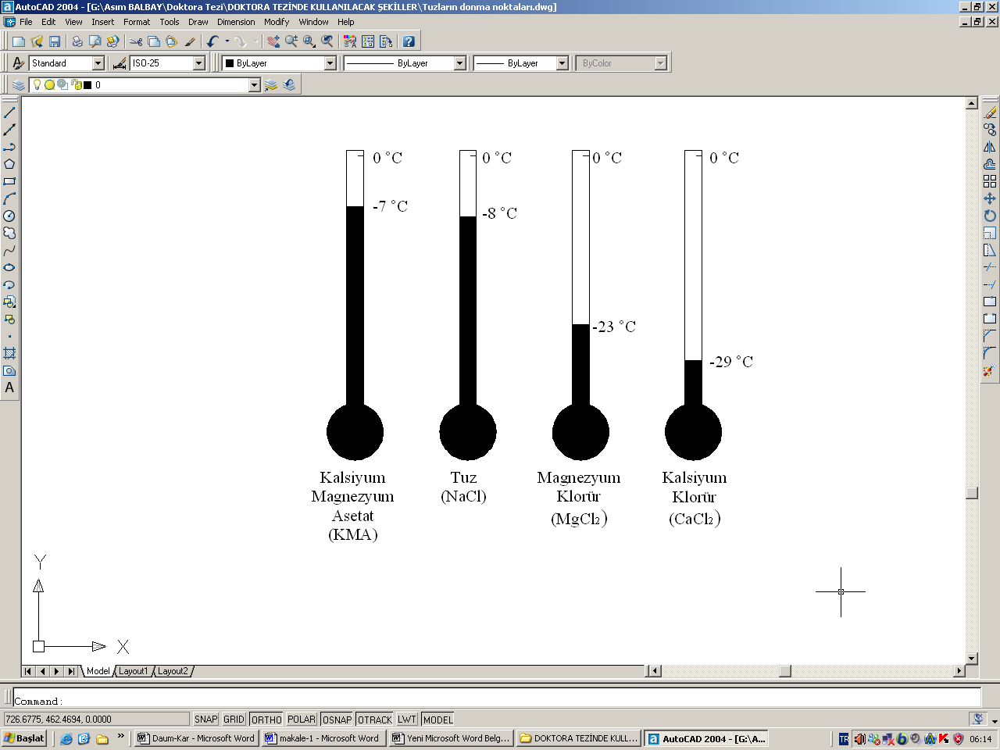 AutoCAD 2004 - [G:\Asım BALBAY\Doktora Tezi\DOKTORA TEZİNDE KULLANILACAK ŞEKİLLER\Tuzların donma noktaları.dwg]
File Edit View Insert Format Tools Draw Dimension Modify Window Help
Standard ISO-25 ByLayer ByLayer ByLayer ByColor
0
0 °C 0 °C 0 °C 0 °C
-7 °C
-8 °C
-23 °C
-29 °C
Kalsiyum
Magnezyum
Asetat
(KMA)
Tuz
(NaCl)
Magnezyum
Klorür
(MgCl2)
Kalsiyum
Klorür
(CaCl2)
Y
X
Model Layout1 Layout2
Command:
726.6775, 462.4694, 0.0000 SNAP GRID ORTHO POLAR OSNAP OTRACK LWT MODEL
Başlat Daum-Kar - Microsoft Word makale-1 - Microsoft Word Yeni Microsoft Word Belg... DOKTORA TEZİNDE KULL... AutoCAD 2004 - [G:\A... TR 06:14